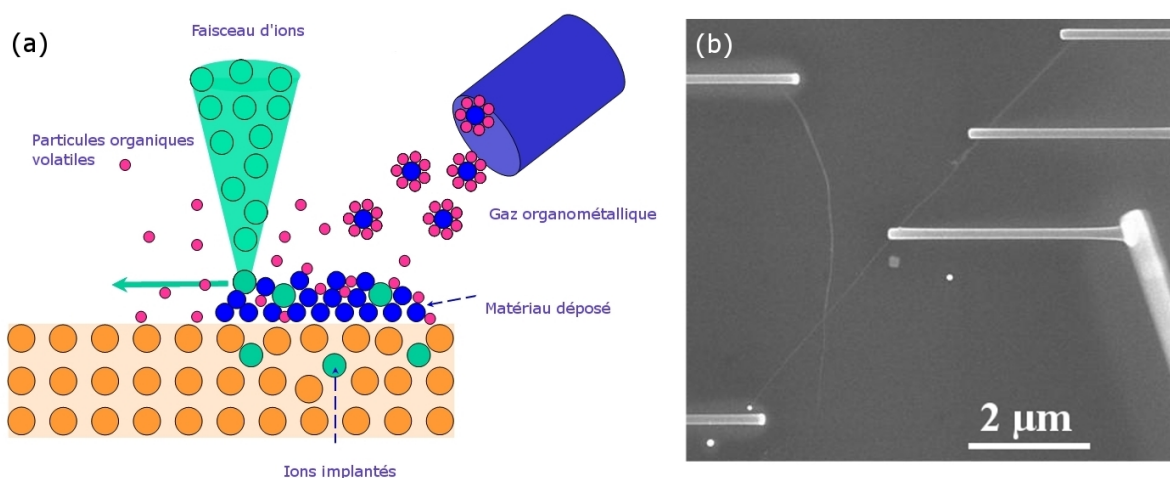 (a)
Faisceau d'ions
Particules organiques
volatiles
Gaz organométallique
Matériau déposé
Ions implantés
(b)
2 μm